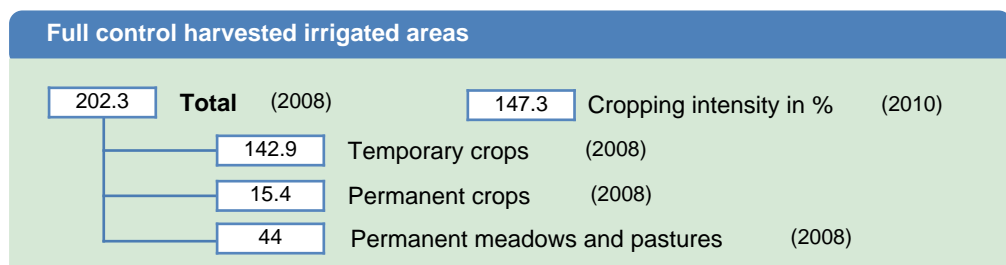 Full control harvested irrigated areas
202.3 Total (2008) 147.3 Cropping intensity in % (2010)
142.9 Temporary crops (2008)
15.4 Permanent crops (2008)
44 Permanent meadows and pastures (2008)